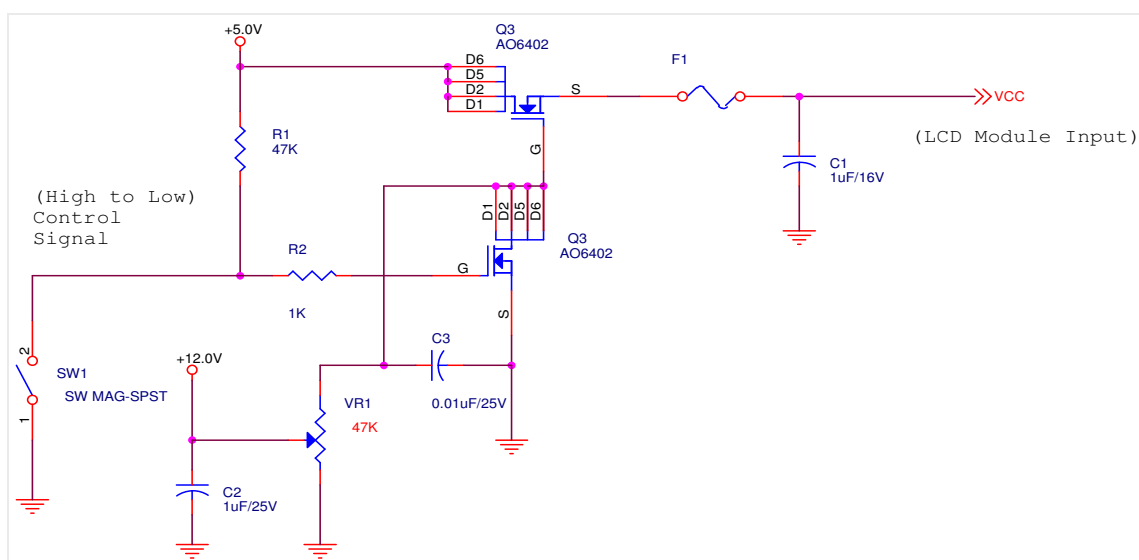 +5.0V
Q3
AO6402
D6
D5
D2
D1
S
G
F1
VCC
(LCD Module Input)
R1
47K
C1
1uF/16V
(High to Low)
Control
Signal
D1
D2
D5
D6
Q3
AO6402
R2
1K
G
S
C3
0.01uF/25V
2
1
SW1
SW MAG-SPST
+12.0V
VR1
47K
C2
1uF/25V